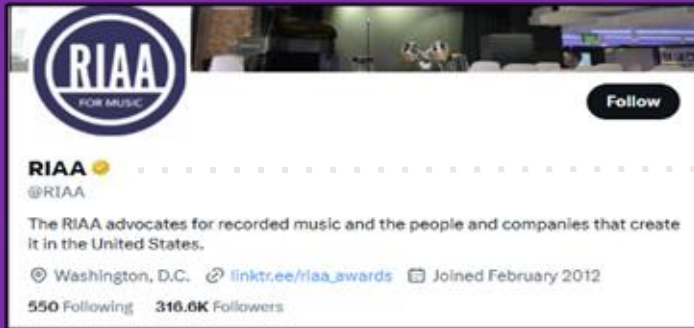 RIAA
FOR MUSIC
Follow
RIAA
@RIAA
The RIAA advocates for recorded music and the people and companies that create
it in the United States.
Washington, D.C. linktr.ee/riaa_awards Joined February 2012
550 Following 316.6K Followers